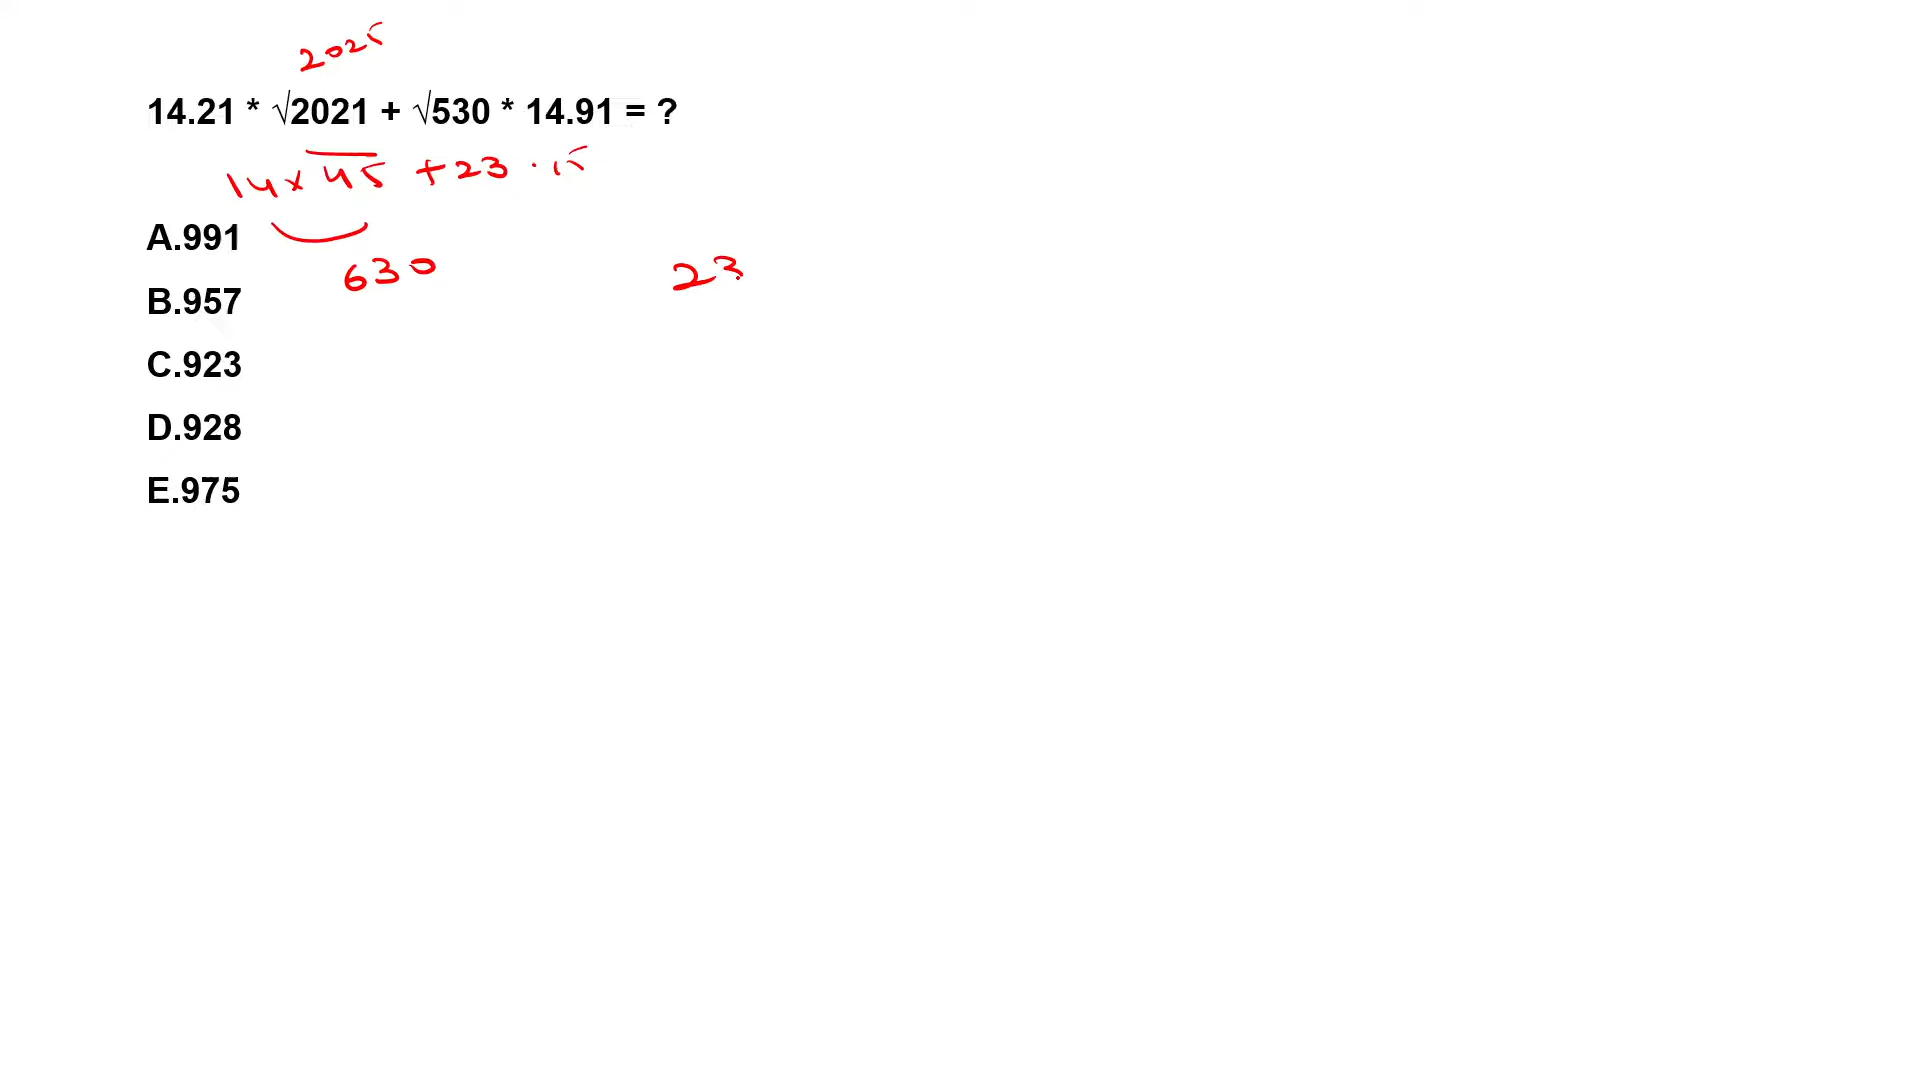 2025
14.21 * √2021 + √530 * 14.91 = ?
14 x 45 + 23 . 15
A.991
630
23
B.957
C.923
D.928
E.975